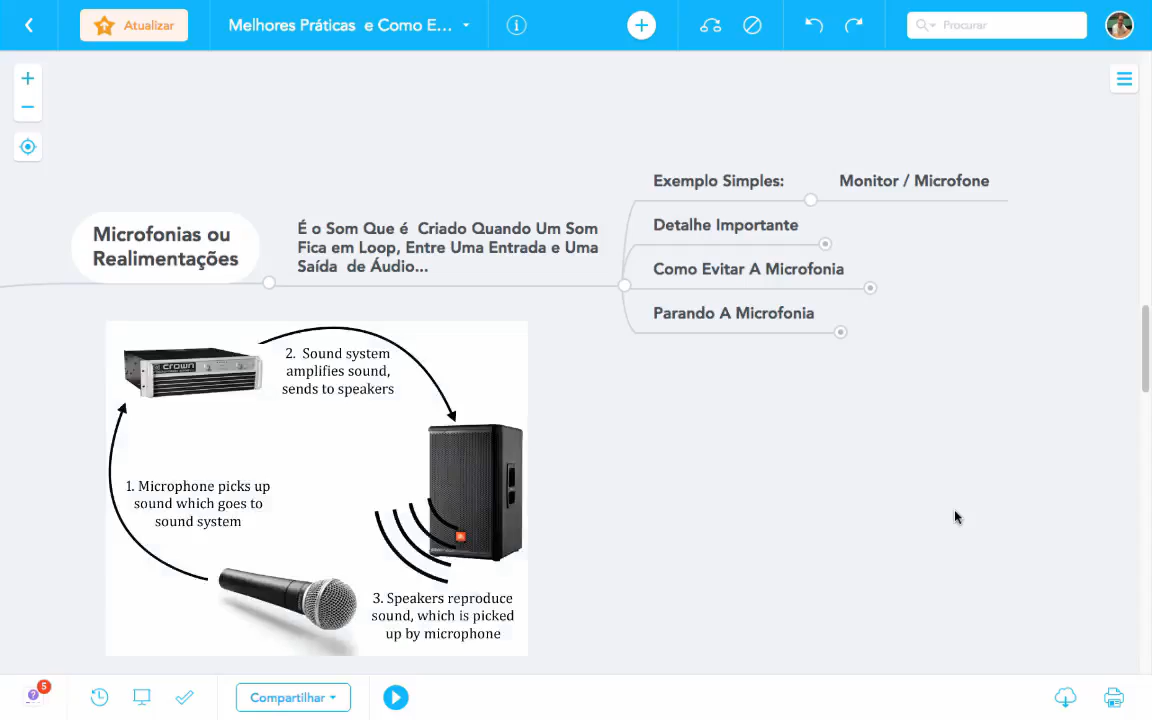 Atualizar
Melhores Práticas e Como E...
Procurar
Microfonias ou
Realimentações
É o Som Que é Criado Quando Um Som
Fica em Loop, Entre Uma Entrada e Uma
Saída de Áudio...
Exemplo Simples:
Monitor / Microfone
Detalhe Importante
Como Evitar A Microfonia
Parando A Microfonia
crown
2. Sound system
amplifies sound,
sends to speakers
1. Microphone picks up
sound which goes to
sound system
3. Speakers reproduce
sound, which is picked
up by microphone
5
Compartilhar